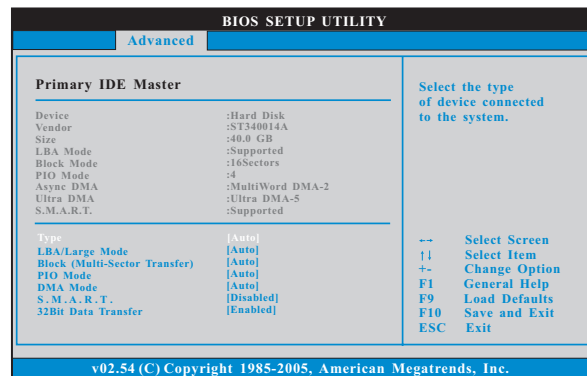 BIOS SETUP UTILITY
Advanced
Primary IDE Master
Device :Hard Disk
Vendor :ST340014A
Size :40.0 GB
LBA Mode :Supported
Block Mode :16Sectors
PIO Mode :4
Async DMA :MultiWord DMA-2
Ultra DMA :Ultra DMA-5
S.M.A.R.T. :Supported
Type [Auto]
LBA/Large Mode [Auto]
Block (Multi-Sector Transfer) [Auto]
PIO Mode [Auto]
DMA Mode [Auto]
S.M.A.R.T. [Disabled]
32Bit Data Transfer [Enabled]
Select the type
of device connected
to the system.
←→ Select Screen
↑↓ Select Item
+- Change Option
F1 General Help
F9 Load Defaults
F10 Save and Exit
ESC Exit
v02.54 (C) Copyright 1985-2005, American Megatrends, Inc.